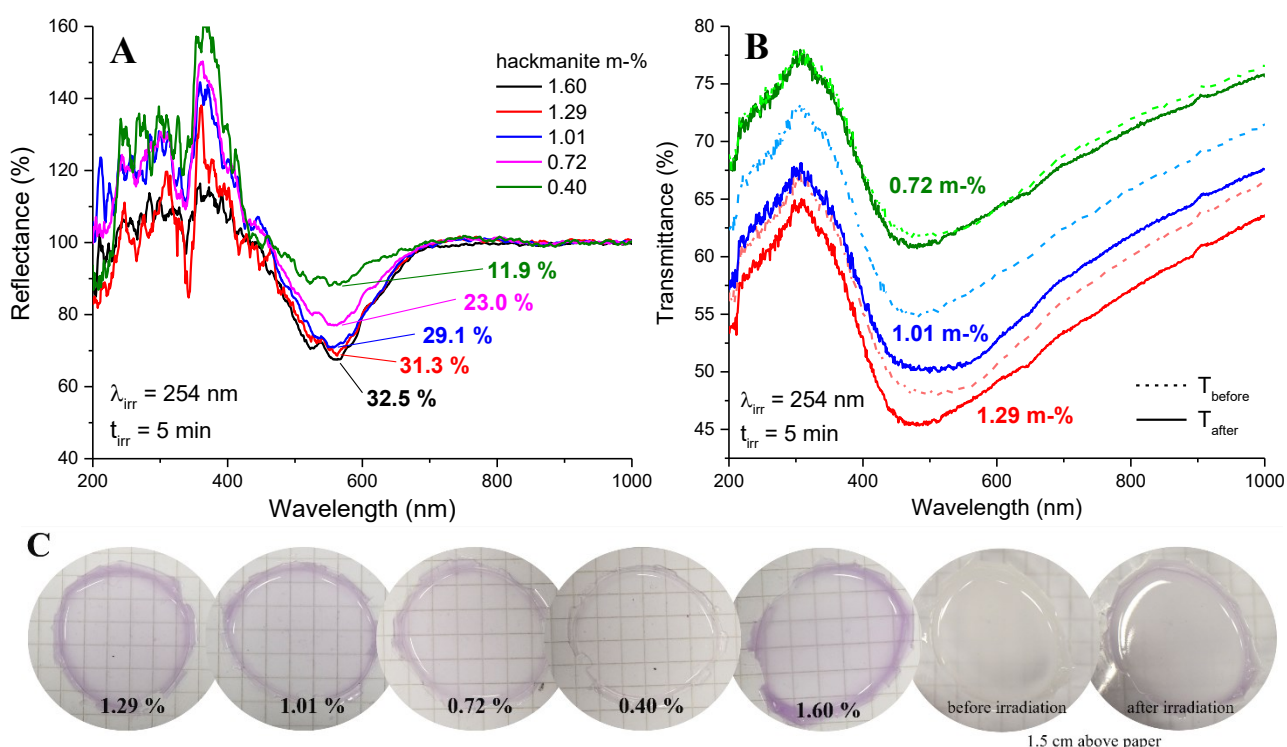 A
hackmanite m-%
1.60
1.29
1.01
0.72
0.40
160
140
120
100
80
60
40
Reflectance (%)
11.9 %
23.0 %
29.1 %
31.3 %
32.5 %
λirr = 254 nm
tirr = 5 min
200 400 600 800 1000
Wavelength (nm)
B
80
75
70
65
60
55
50
45
Transmittance (%)
0.72 m-%
1.01 m-%
1.29 m-%
Tbefore
Tafter
λirr = 254 nm
tirr = 5 min
200 400 600 800 1000
Wavelength (nm)
C
1.29 % 1.01 % 0.72 % 0.40 % 1.60 % before irradiation after irradiation
1.5 cm above paper